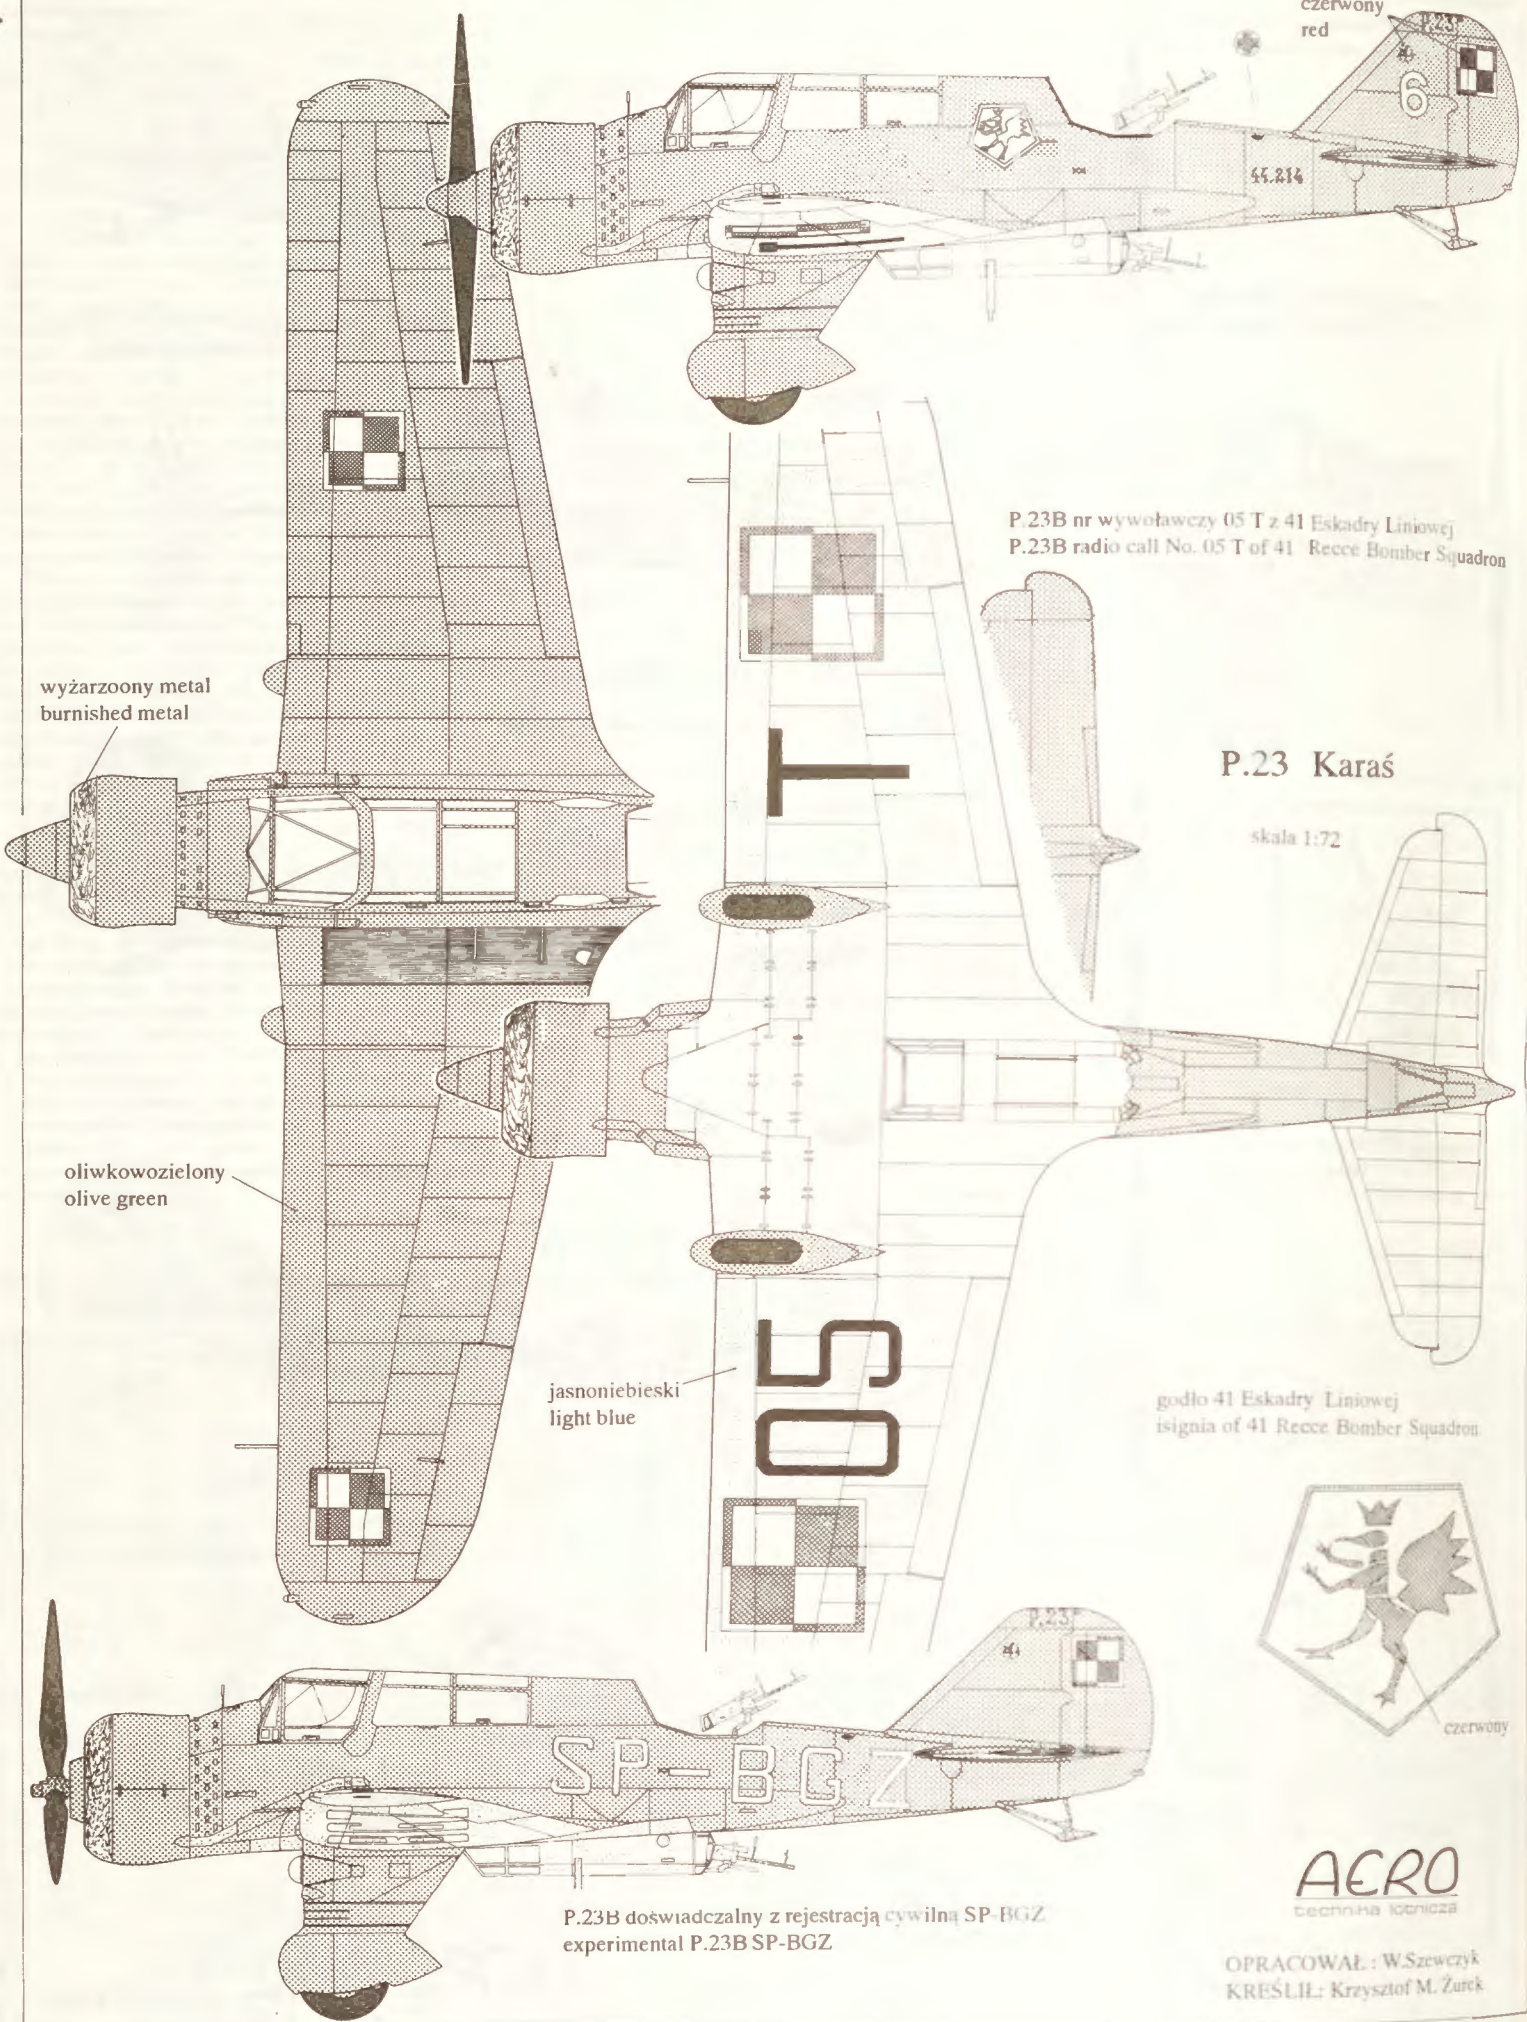 czerwony
red
P.23
6
44.214
P.23B nr wywoławczy 05 T z 41 Eskadry Liniowej
P.23B radio call No. 05 T of 41 Recce Bomber Squadron
wyżarzoony metal
burnished metal
T
P.23 Karaś
skala 1:72
oliwkowozielony
olive green
jasnoniebieski
light blue
05
godło 41 Eskadry Liniowej
isignia of 41 Recce Bomber Squadron
czerwony
P.23
SP-BGZ
P.23B doświadczalny z rejestracją cywilną SP-BGZ
experimental P.23B SP-BGZ
AERO
technika lotnicza
OPRACOWAŁ: W.Szewczyk
KREŚLIŁ: Krzysztof M. Żurek